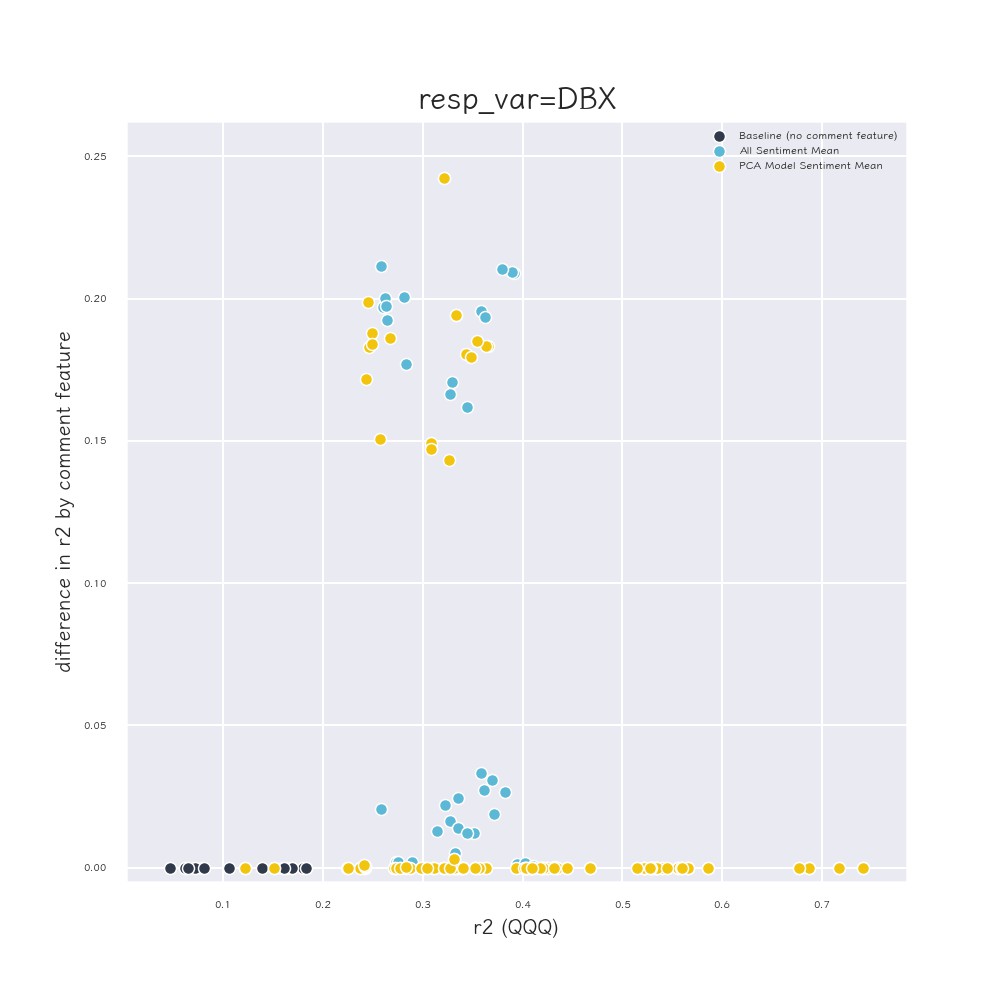 resp_var=DBX
Baseline (no comment feature)
All Sentiment Mean
PCA Model Sentiment Mean
difference in r2 by comment feature
0.25
0.20
0.15
0.10
0.05
0.00
0.1 0.2 0.3 0.4 0.5 0.6 0.7
r2 (QQQ)